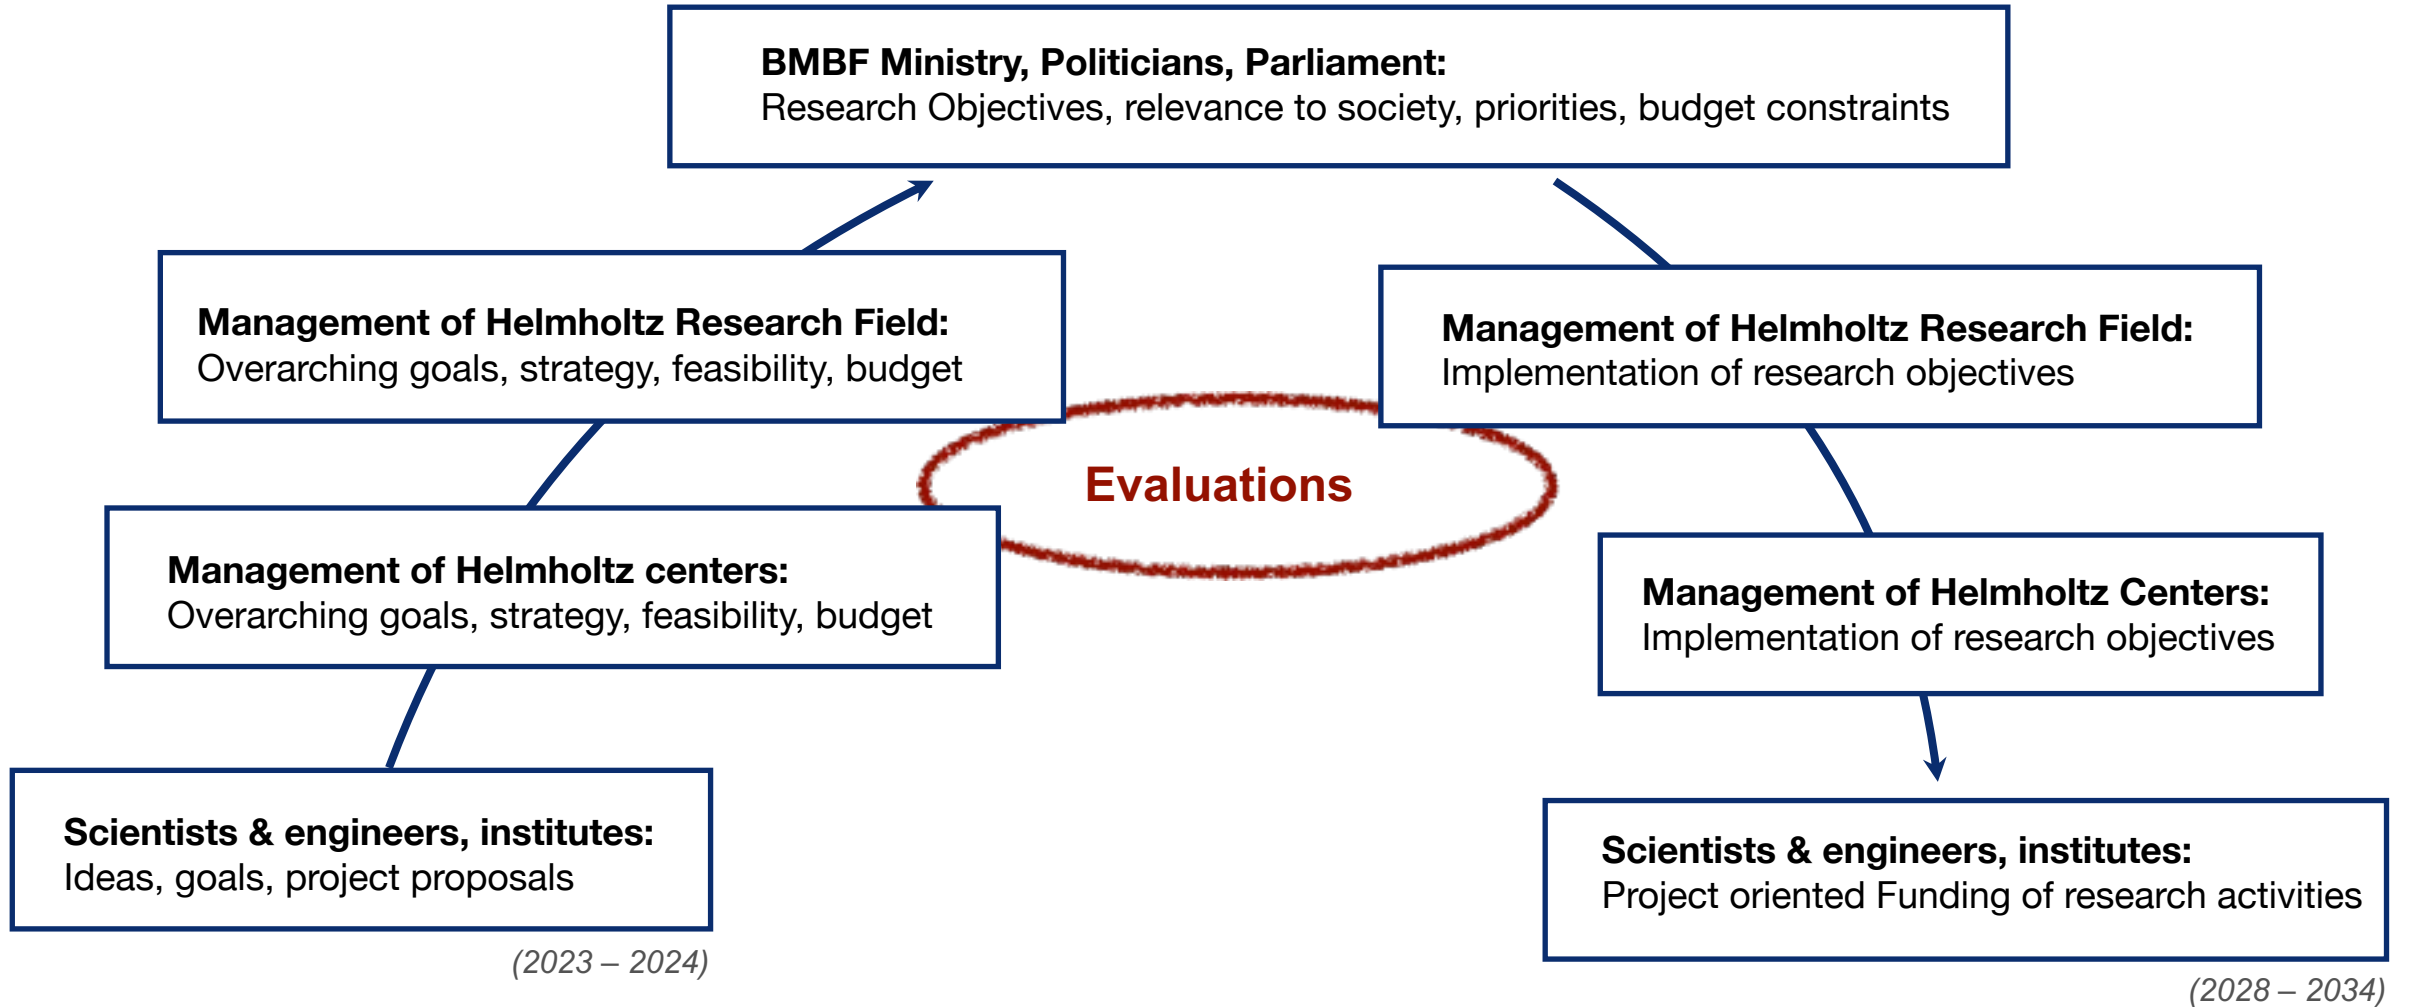 BMBF Ministry, Politicians, Parliament:
Research Objectives, relevance to society, priorities, budget constraints
Management of Helmholtz Research Field:
Overarching goals, strategy, feasibility, budget
Management of Helmholtz Research Field:
Implementation of research objectives
Evaluations
Management of Helmholtz centers:
Overarching goals, strategy, feasibility, budget
Management of Helmholtz Centers:
Implementation of research objectives
Scientists & engineers, institutes:
Ideas, goals, project proposals
(2023 – 2024)
Scientists & engineers, institutes:
Project oriented Funding of research activities
(2028 – 2034)